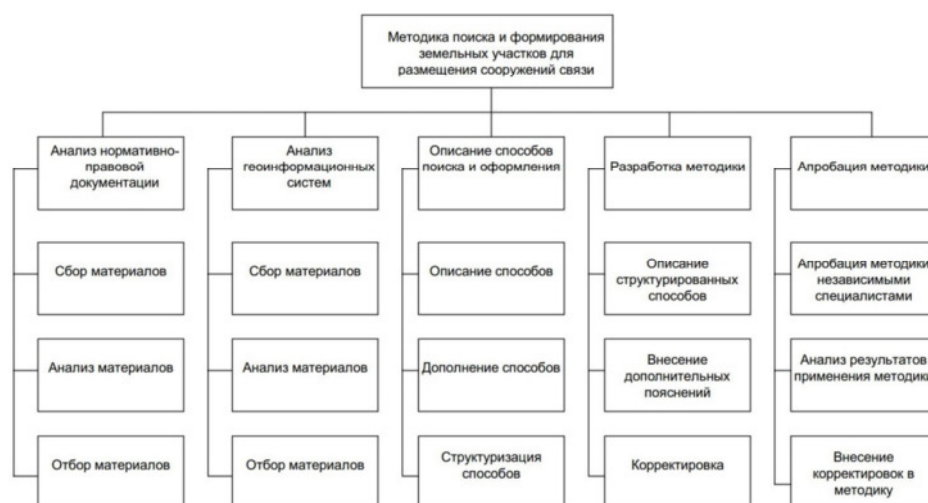 Методика поиска и формирования
земельных участков для
размещения сооружений связи
Анализ нормативно-
правовой
документации
Анализ
геоинформационных
систем
Описание способов
поиска и оформления
Разработка методики
Апробация методики
Сбор материалов
Сбор материалов
Описание способов
Описание
структурированных
способов
Апробация методики
независимыми
специалистами
Анализ материалов
Анализ материалов
Дополнение способов
Внесение
дополнительных
пояснений
Анализ результатов
применения методики
Отбор материалов
Отбор материалов
Структуризация
способов
Корректировка
Внесение
корректировок в
методику